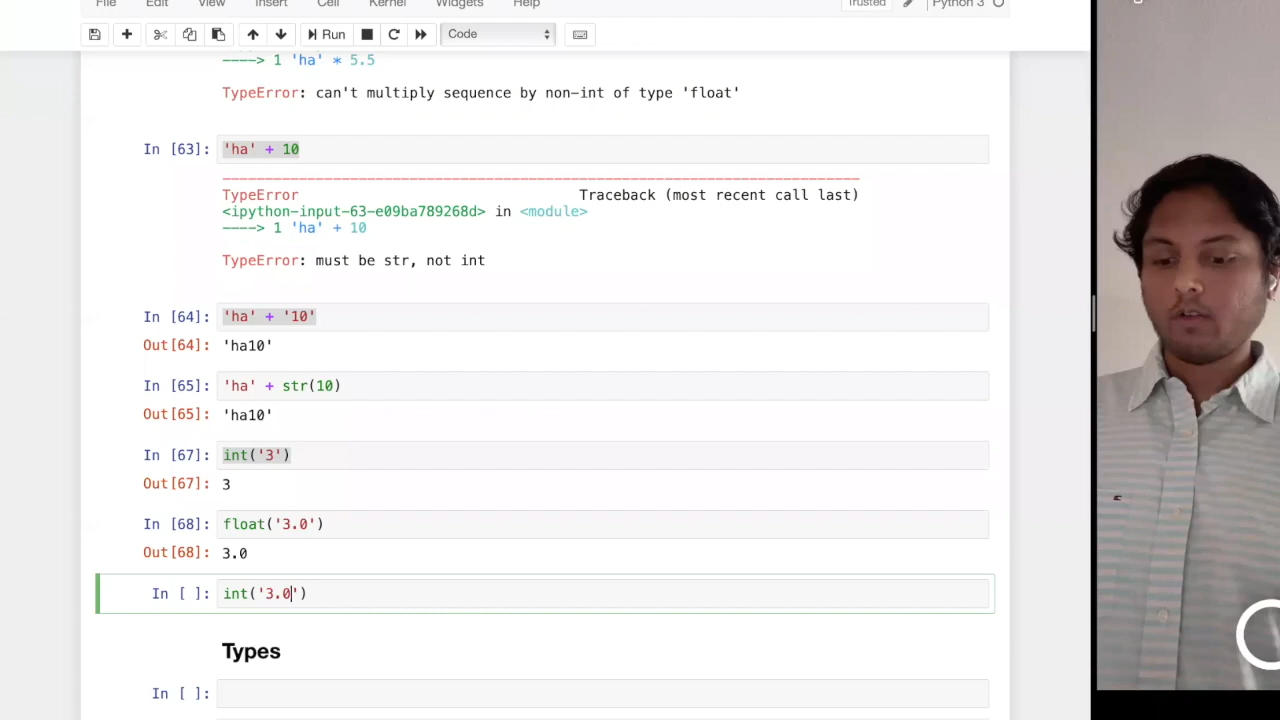 File Edit View Insert Cell Kernel Widgets Help Trusted Python 3
Run Code
----> 1 'ha' * 5.5
TypeError: can't multiply sequence by non-int of type 'float'
In [63]: 'ha' + 10
TypeError Traceback (most recent call last)
<ipython-input-63-e09ba789268d> in <module>
----> 1 'ha' + 10
TypeError: must be str, not int
In [64]: 'ha' + '10'
Out[64]: 'ha10'
In [65]: 'ha' + str(10)
Out[65]: 'ha10'
In [67]: int('3')
Out[67]: 3
In [68]: float('3.0')
Out[68]: 3.0
In [ ]: int('3.0')
Types
In [ ]: